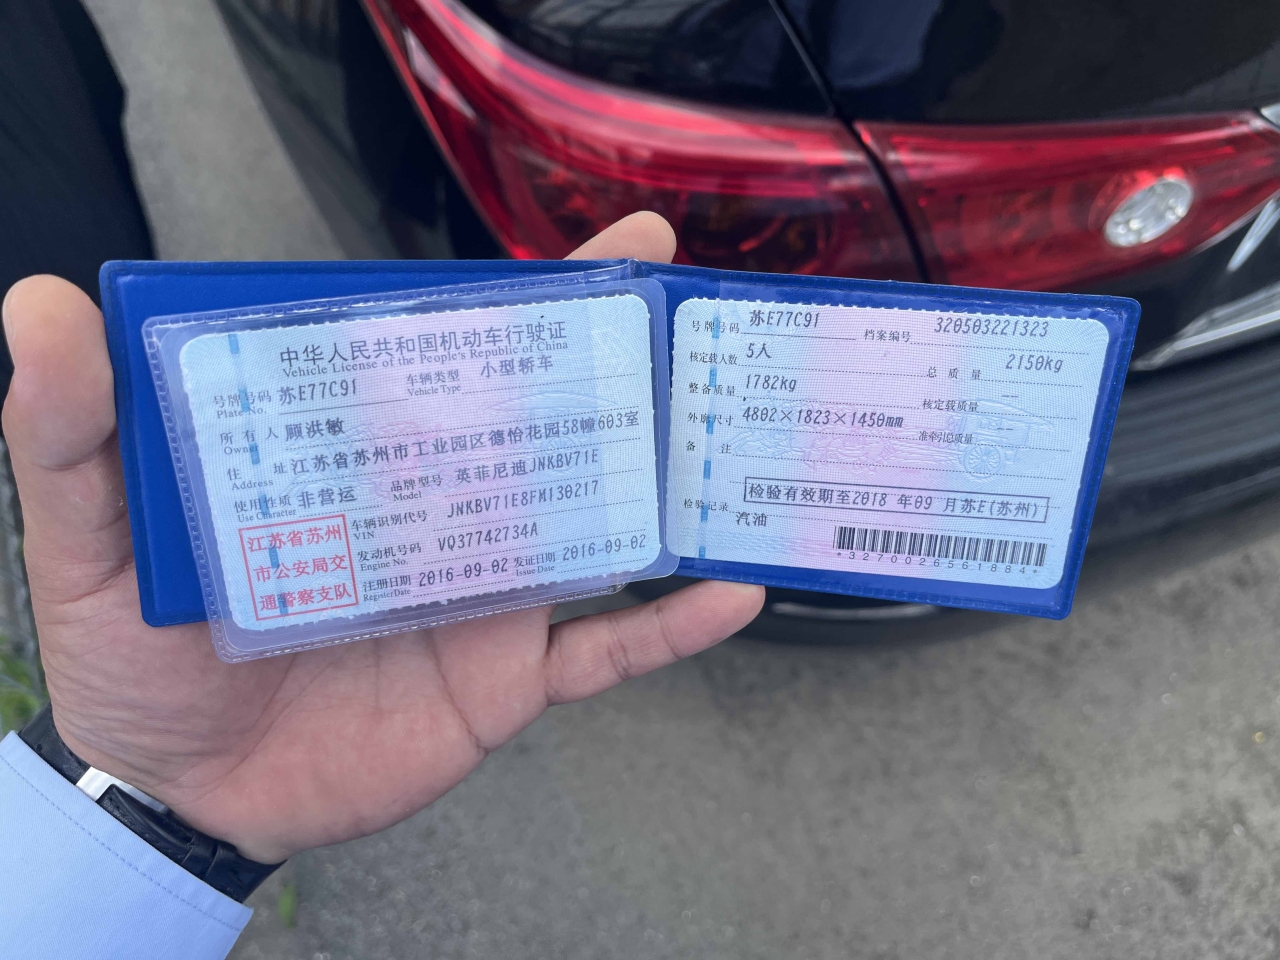 中华人民共和国机动车行驶证
Vehicle License of the People's Republic of China
号牌号码 苏E77C91 车辆类型 小型轿车
Plate No. Vehicle Type
所有人 顾洪敏
Owner
住址 江苏省苏州市工业园区德怡花园58幢603室
Address
使用性质 非营运 品牌型号 英菲尼迪JNKBV71E
Use Character Model
江苏省苏州
市公安局交
通警察支队
车辆识别代号 JNKBV71E8FM130217
VIN
发动机号码 VQ37742734A
Engine No.
注册日期 2016-09-02 发证日期 2016-09-02
Register Date Issue Date
号牌号码 苏E77C91 档案编号 320503221323
核定载人数 5人 总质量 2150kg
整备质量 1782kg 核定载质量 --
外廓尺寸 4802×1823×1450mm 准牵引总质量 --
备注
检验有效期至2018 年09 月苏E(苏州)
检验记录
汽油
*3270026561884*